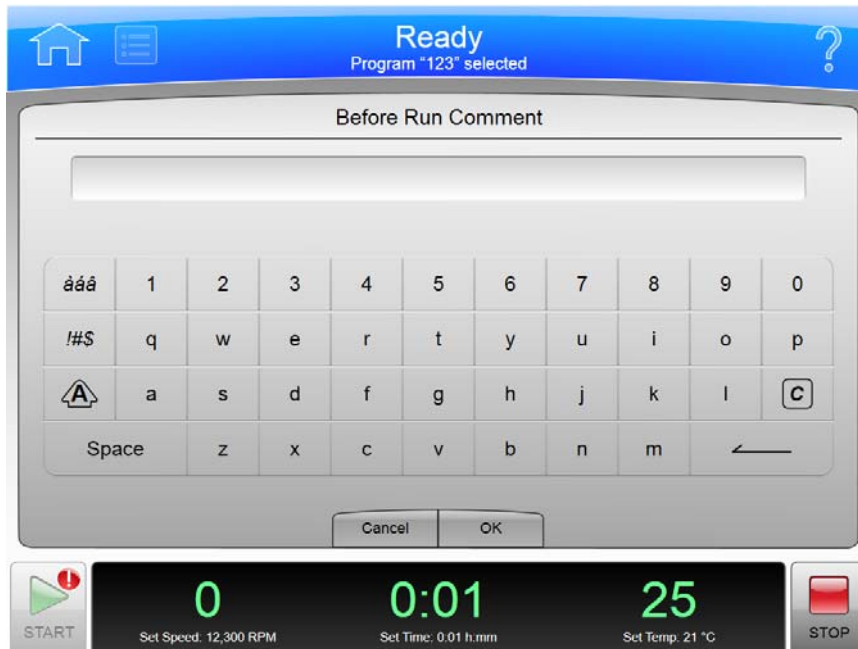 Ready
Program “123” selected
?
Before Run Comment
àáâ 1 2 3 4 5 6 7 8 9 0
!#$ q w e r t y u i o p
A a s d f g h j k l C
Space z x c v b n m
Cancel OK
! 0 0:01 25
START Set Speed: 12,300 RPM Set Time: 0:01 h:mm Set Temp: 21 °C STOP